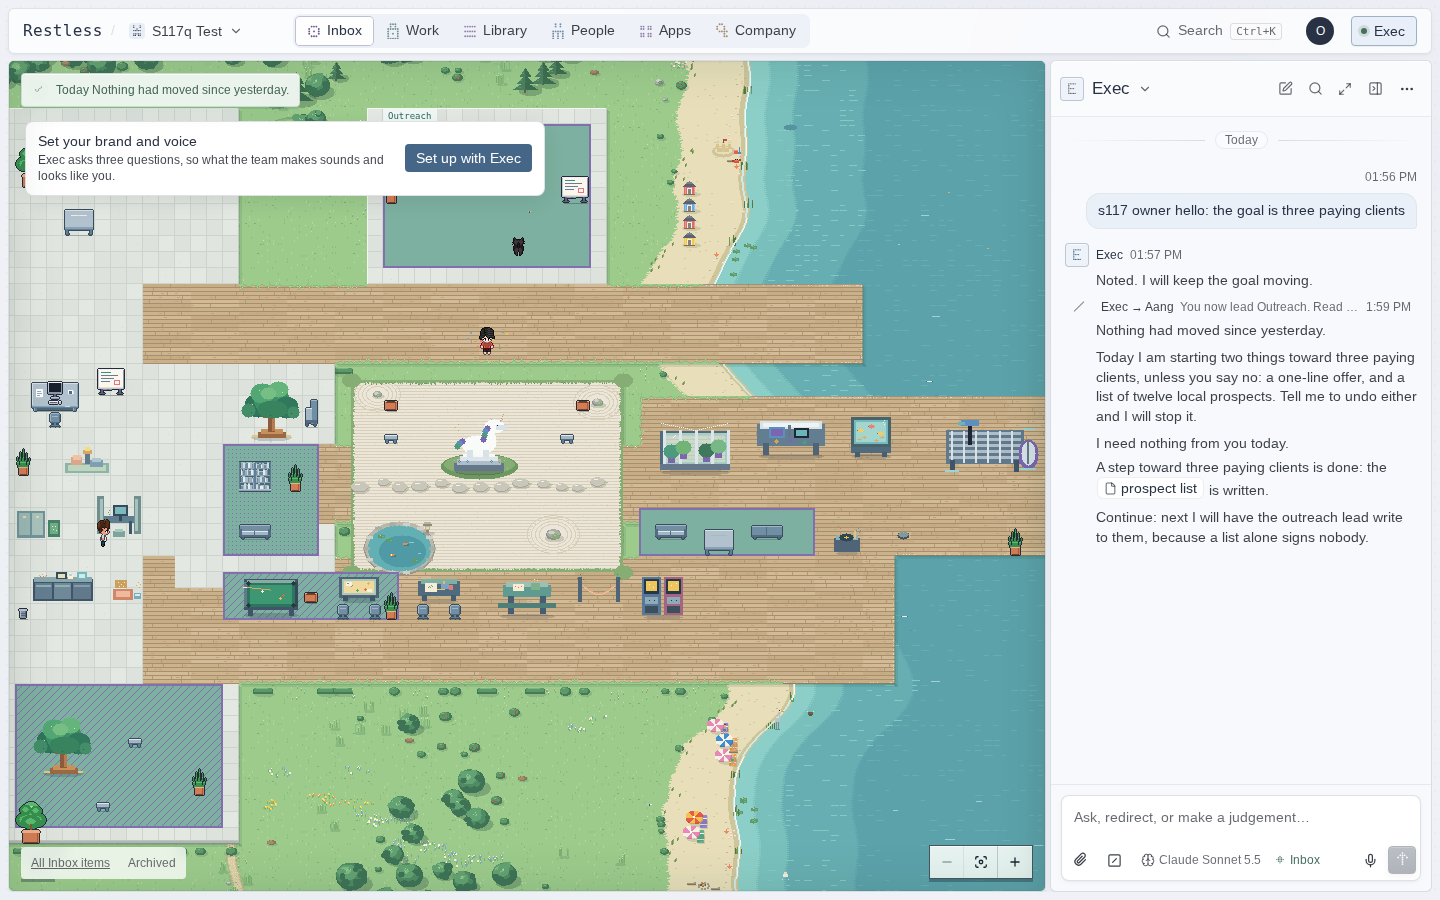 Restless / S117q Test
Inbox
Work
Library
People
Apps
Company
Search Ctrl+K
O
Exec
Today Nothing had moved since yesterday.
Outreach
Set your brand and voice
Exec asks three questions, so what the team makes sounds and
looks like you.
Set up with Exec
All Inbox items
Archived
E Exec
Today
01:56 PM
s117 owner hello: the goal is three paying clients
E Exec 01:57 PM
Noted. I will keep the goal moving.
Exec → Aang You now lead Outreach. Read … 1:59 PM
Nothing had moved since yesterday.
Today I am starting two things toward three paying
clients, unless you say no: a one-line offer, and a
list of twelve local prospects. Tell me to undo either
and I will stop it.
I need nothing from you today.
A step toward three paying clients is done: the
prospect list is written.
Continue: next I will have the outreach lead write
to them, because a list alone signs nobody.
Ask, redirect, or make a judgement…
Claude Sonnet 5.5
Inbox